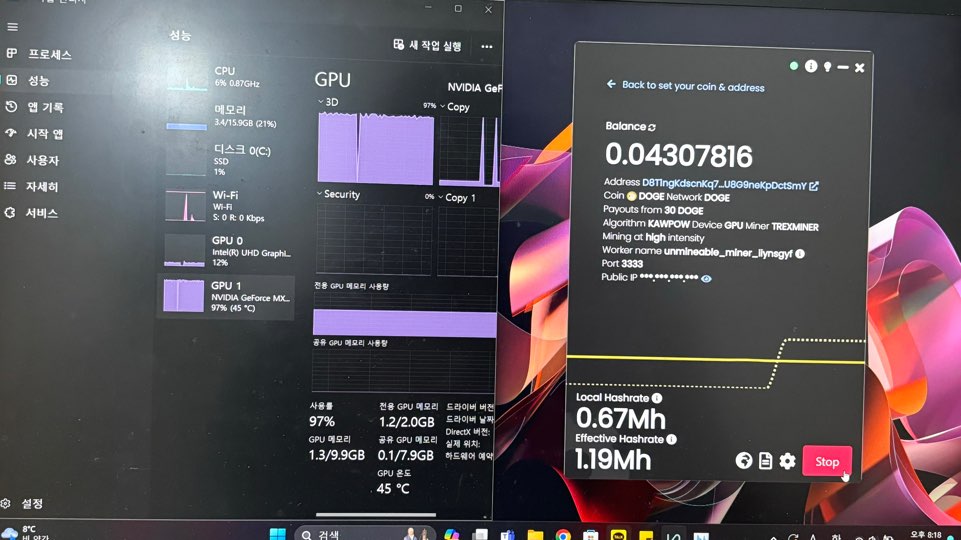 성능
새 작업 실행
프로세스
성능
앱 기록
시작 앱
사용자
자세히
서비스
설정
CPU
6% 0.87GHz
메모리
3.4/15.9GB (21%)
디스크 0(C:)
SSD
1%
Wi-Fi
Wi-Fi
S: 0 R: 0 Kbps
GPU 0
Intel(R) UHD Graphi...
12%
GPU 1
NVIDIA GeForce MX...
97% (45 °C)
GPU
NVIDIA GeF
3D 97%
Copy
Security 0%
Copy 1
전용 GPU 메모리 사용량
공유 GPU 메모리 사용량
사용률
97%
전용 GPU 메모리
1.2/2.0GB
드라이버 버전
드라이버 날짜
DirectX 버전:
실제 위치:
하드웨어 예약
GPU 메모리
1.3/9.9GB
공유 GPU 메모리
0.1/7.9GB
GPU 온도
45 °C
Back to set your coin & address
Balance
0.04307816
Address D8T1ngKdscnKq7...U8G9neKpDctSmY
Coin DOGE Network DOGE
Payouts from 30 DOGE
Algorithm KAWPOW Device GPU Miner TREXMINER
Mining at high intensity
Worker name unmineable_miner_liynsgyf
Port 3333
Public IP ***.***.***.***
Local Hashrate
0.67Mh
Effective Hashrate
1.19Mh
Stop
8°C
검색
한
오후 8:18